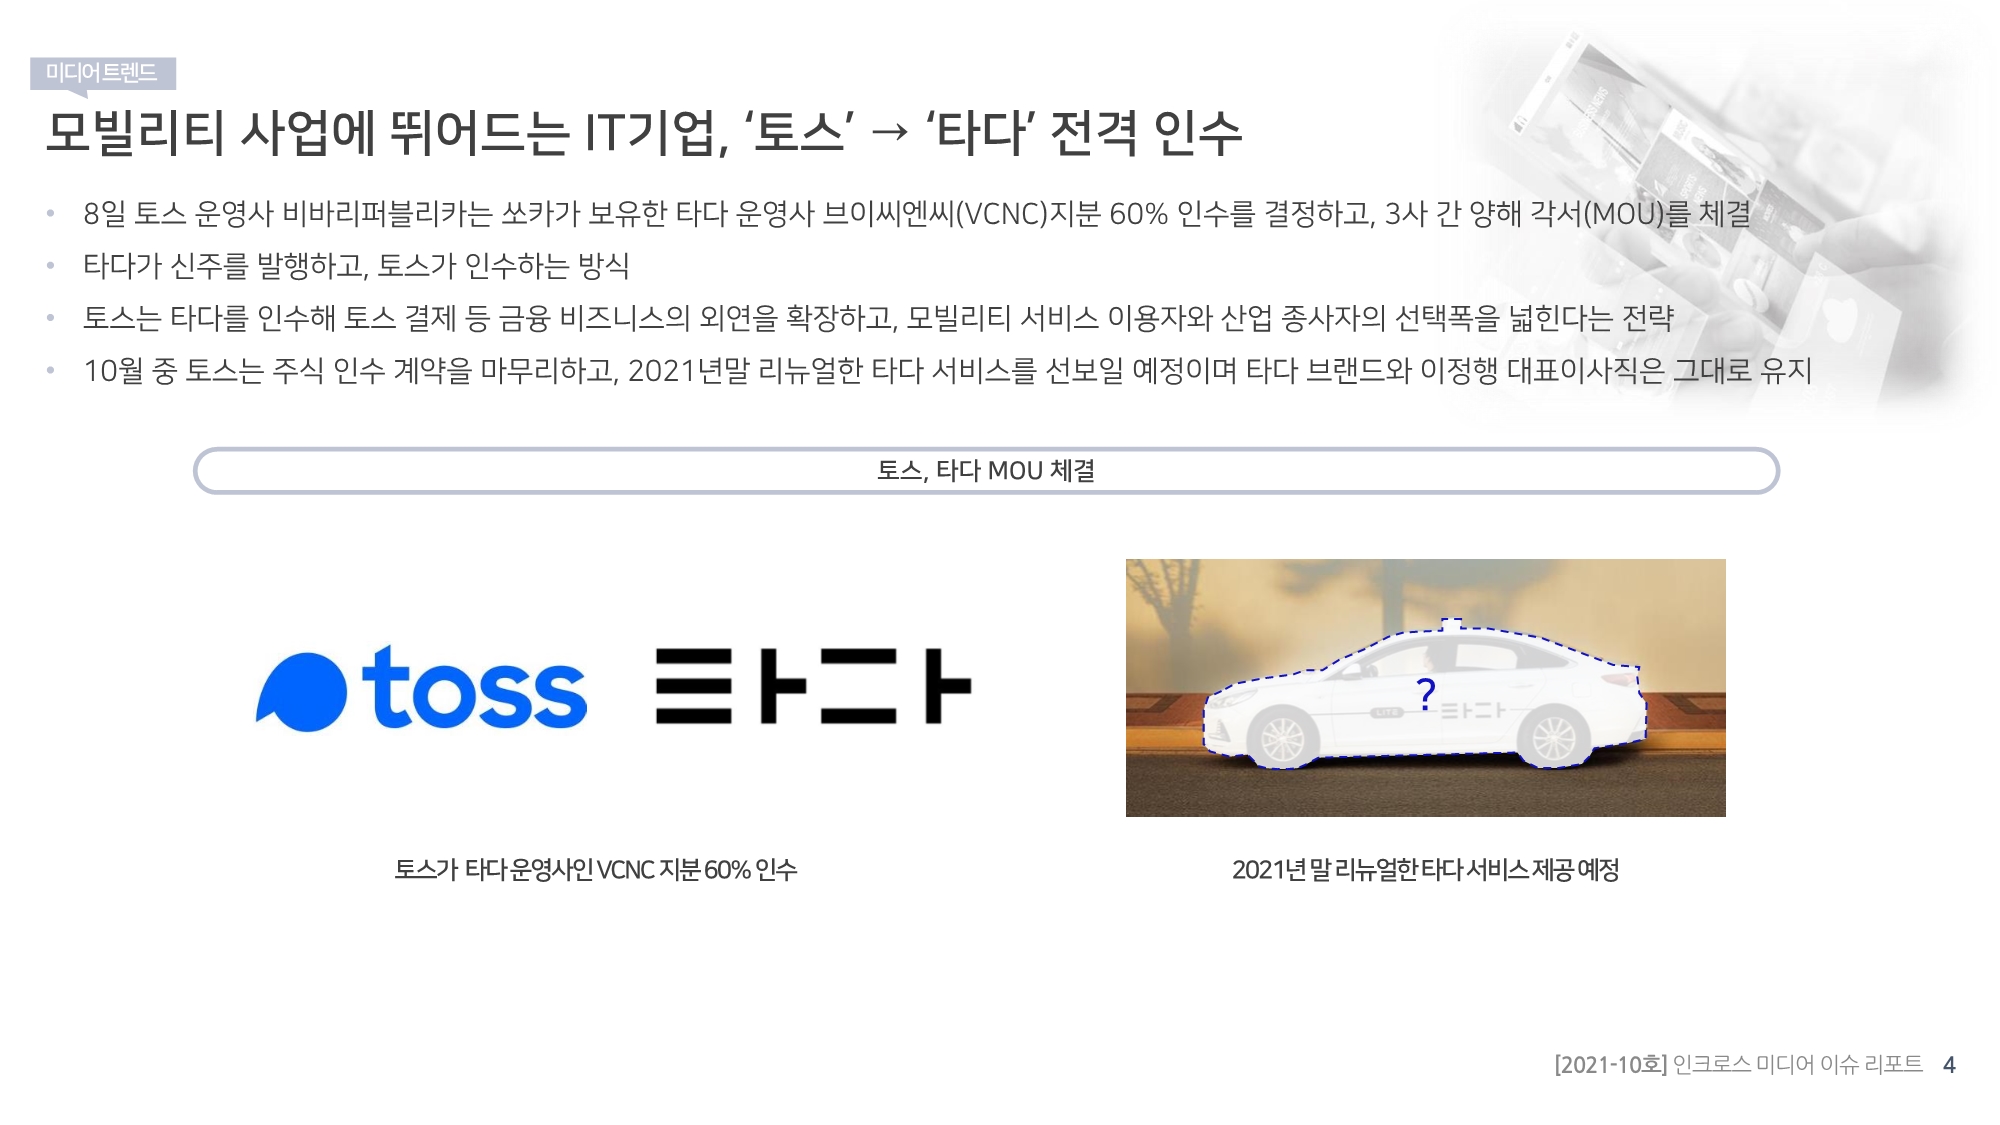 미디어트렌드
모빌리티 사업에 뛰어드는 IT기업, ‘토스’ → ‘타다’ 전격 인수
• 8일 토스 운영사 비바리퍼블리카는 쏘카가 보유한 타다 운영사 브이씨엔씨(VCNC)지분 60% 인수를 결정하고, 3사 간 양해 각서(MOU)를 체결
• 타다가 신주를 발행하고, 토스가 인수하는 방식
• 토스는 타다를 인수해 토스 결제 등 금융 비즈니스의 외연을 확장하고, 모빌리티 서비스 이용자와 산업 종사자의 선택폭을 넓힌다는 전략
• 10월 중 토스는 주식 인수 계약을 마무리하고, 2021년말 리뉴얼한 타다 서비스를 선보일 예정이며 타다 브랜드와 이정행 대표이사직은 그대로 유지
토스, 타다 MOU 체결
toss 타다
?
LITE 타다
토스가 타다 운영사인 VCNC 지분 60% 인수
2021년 말 리뉴얼한 타다 서비스 제공 예정
[2021-10호] 인크로스 미디어 이슈 리포트 4